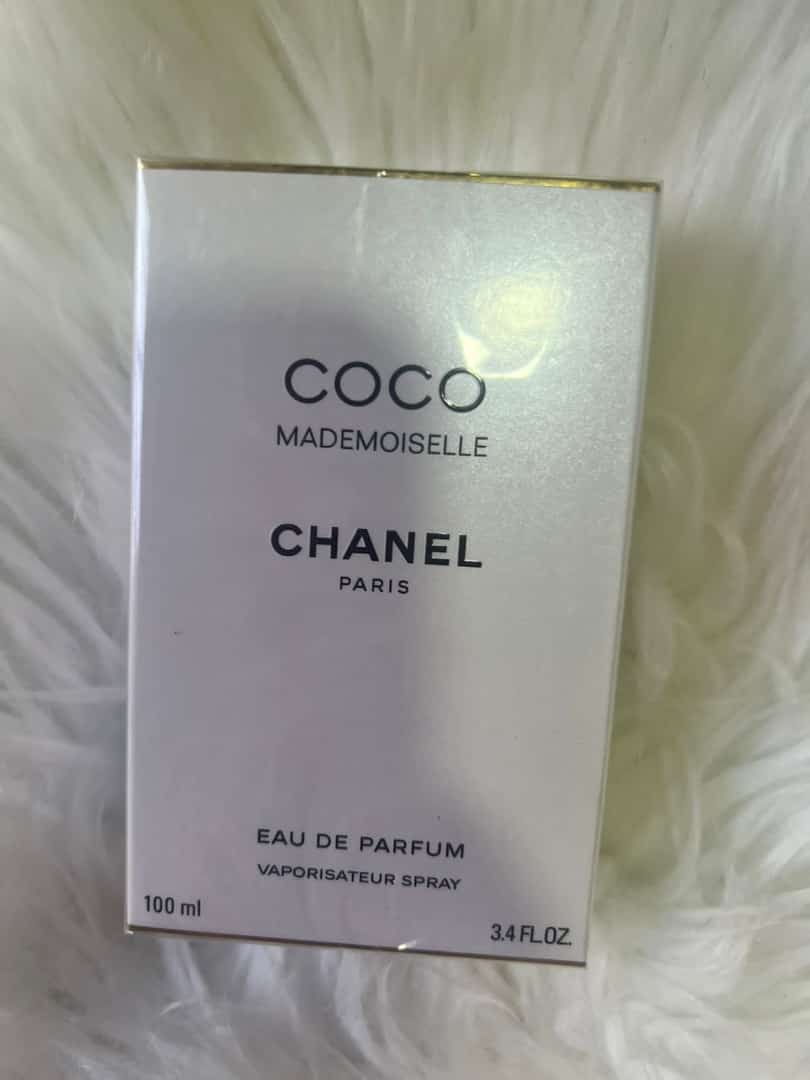 COCO
MADEMOISELLE
CHANEL
PARIS
EAU DE PARFUM
VAPORISATEUR SPRAY
100 ml
3.4 FL.OZ.